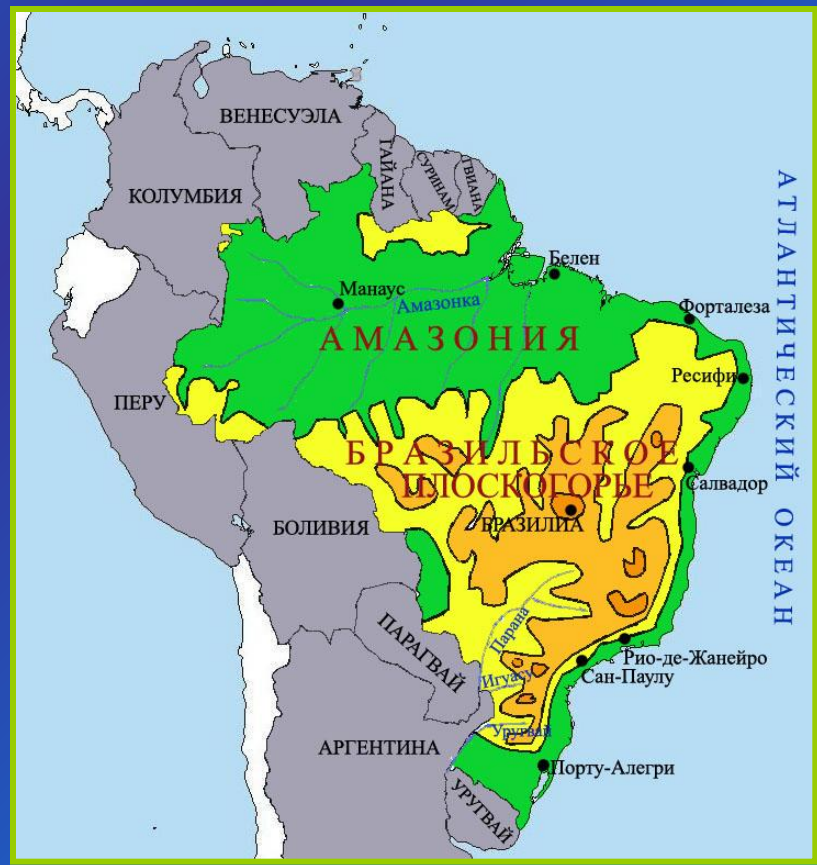 ВЕНЕСУЭЛА
ГАЙАНА
СУРИНАМ
ГВИАНА
КОЛУМБИЯ
АТЛАНТИЧЕСКИЙ ОКЕАН
Белен
Манаус
Амазонка
Форталеза
АМАЗОНИЯ
Ресифи
ПЕРУ
БРАЗИЛЬСКОЕ
ПЛОСКОГОРЬЕ
Салвадор
БРАЗИЛИА
БОЛИВИЯ
Парана
ПАРАГВАЙ
Рио-де-Жанейро
Сан-Паулу
Игуасу
Уругвай
АРГЕНТИНА
Порту-Алегри
УРУГВАЙ